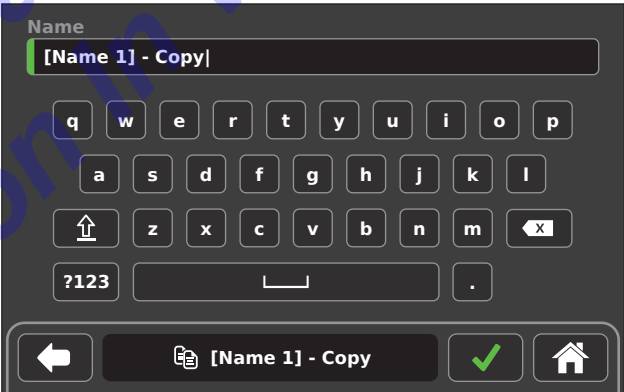 Name
[Name 1] - Copy|
q w e r t y u i o p
a s d f g h j k l
z x c v b n m x
?123 .
[Name 1] - Copy